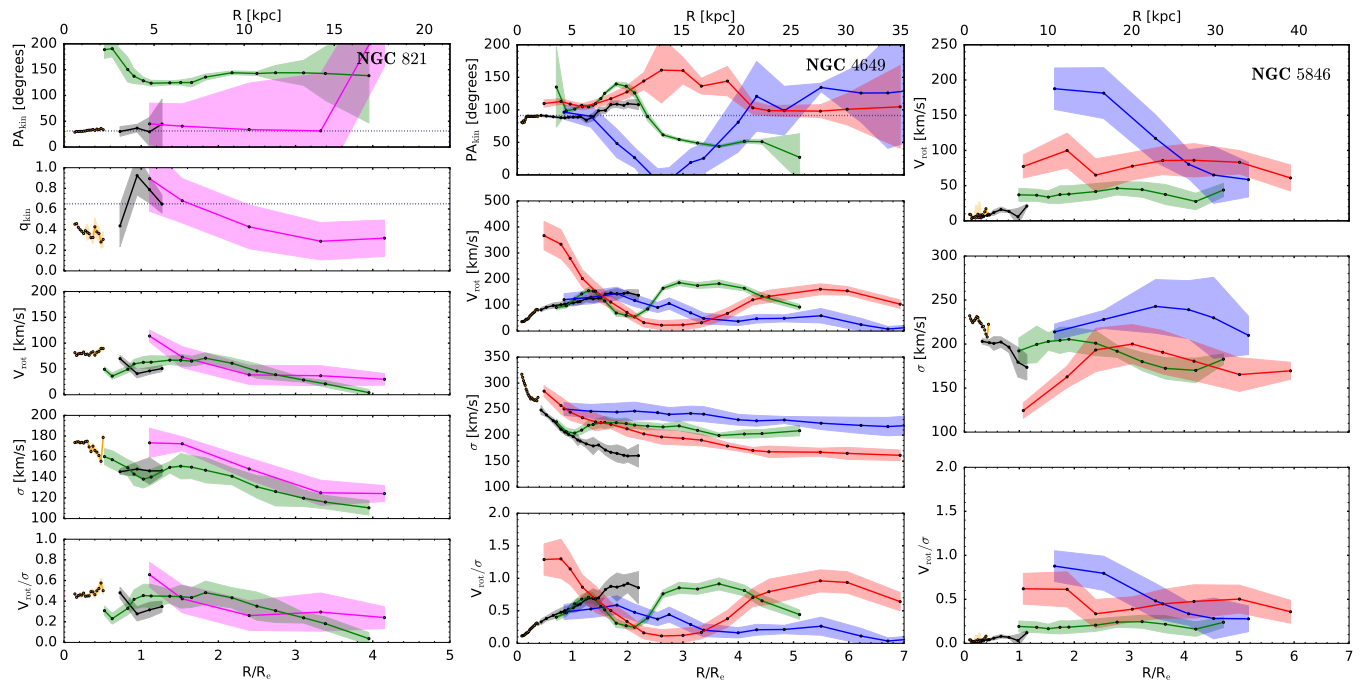 R [kpc]
0 5 10 15 20
200
150
100
50
0
PA_kin [degrees]
NGC 821
1.0
0.8
0.6
0.4
0.2
0.0
q_kin
200
150
100
50
0
V_rot [km/s]
200
180
160
140
120
100
σ [km/s]
1.0
0.8
0.6
0.4
0.2
0.0
V_rot/σ
0 1 2 3 4 5
R/R_e
R [kpc]
5 10 15 20 25 30 35
200
150
100
50
0
PA_kin [degrees]
NGC 4649
500
400
300
200
100
0
V_rot [km/s]
350
300
250
200
150
100
σ [km/s]
2.0
1.5
1.0
0.5
0.0
V_rot/σ
0 1 2 3 4 5 6 7
R/R_e
R [kpc]
10 20 30 40
250
200
150
100
50
0
V_rot [km/s]
NGC 5846
300
250
200
150
100
σ [km/s]
2.0
1.5
1.0
0.5
0.0
V_rot/σ
0 1 2 3 4 5 6 7
R/R_e